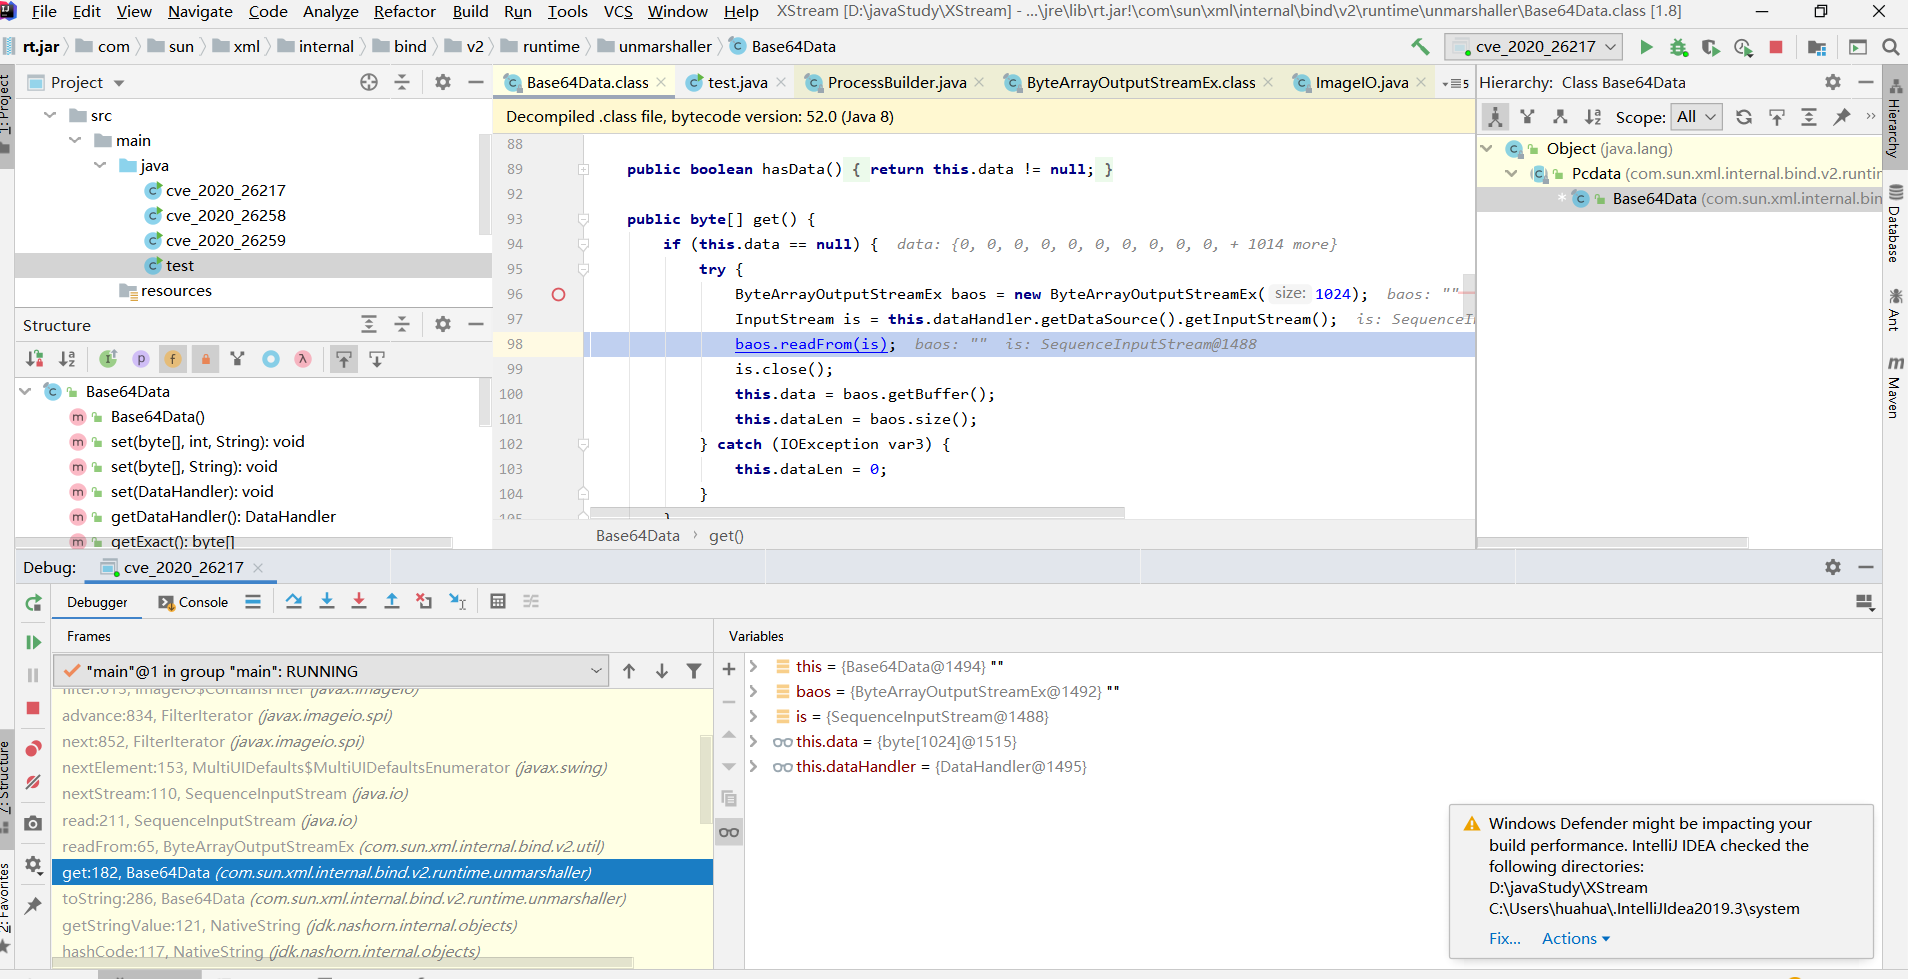 File Edit View Navigate Code Analyze Refactor Build Run Tools VCS Window Help XStream [D:\javaStudy\XStream] - ...\jre\lib\rt.jar!\com\sun\xml\internal\bind\v2\runtime\unmarshaller\Base64Data.class [1.8]
rt.jar com sun xml internal bind v2 runtime unmarshaller Base64Data cve_2020_26217
1: Project
Project
src
main
java
cve_2020_26217
cve_2020_26258
cve_2020_26259
test
resources
Structure
Base64Data
Base64Data()
set(byte[], int, String): void
set(byte[], String): void
set(DataHandler): void
getDataHandler(): DataHandler
getExact(): byte[]
Base64Data.class test.java ProcessBuilder.java ByteArrayOutputStreamEx.class ImageIO.java 5
Decompiled .class file, bytecode version: 52.0 (Java 8)
88
89 public boolean hasData() { return this.data != null; }
92
93 public byte[] get() {
94 if (this.data == null) { data: {0, 0, 0, 0, 0, 0, 0, 0, 0, 0, + 1014 more}
95 try {
96 ByteArrayOutputStreamEx baos = new ByteArrayOutputStreamEx( size: 1024); baos: ""
97 InputStream is = this.dataHandler.getDataSource().getInputStream(); is: SequenceIn
98 baos.readFrom(is); baos: "" is: SequenceInputStream@1488
99 is.close();
100 this.data = baos.getBuffer();
101 this.dataLen = baos.size();
102 } catch (IOException var3) {
103 this.dataLen = 0;
104 }
105 }
Base64Data › get()
Hierarchy: Class Base64Data
Scope: All
Object (java.lang)
Pcdata (com.sun.xml.internal.bind.v2.runtir
* Base64Data (com.sun.xml.internal.bin
Hierarchy
Database
Ant
Maven
Debug: cve_2020_26217
Debugger Console
Frames
"main"@1 in group "main": RUNNING
filter:613, ImageIO$ContainsFilter (javax.imageio)
advance:834, FilterIterator (javax.imageio.spi)
next:852, FilterIterator (javax.imageio.spi)
nextElement:153, MultiUIDefaults$MultiUIDefaultsEnumerator (javax.swing)
nextStream:110, SequenceInputStream (java.io)
read:211, SequenceInputStream (java.io)
readFrom:65, ByteArrayOutputStreamEx (com.sun.xml.internal.bind.v2.util)
get:182, Base64Data (com.sun.xml.internal.bind.v2.runtime.unmarshaller)
toString:286, Base64Data (com.sun.xml.internal.bind.v2.runtime.unmarshaller)
getStringValue:121, NativeString (jdk.nashorn.internal.objects)
hashCode:117, NativeString (jdk.nashorn.internal.objects)
Variables
this = {Base64Data@1494} ""
baos = {ByteArrayOutputStreamEx@1492} ""
is = {SequenceInputStream@1488}
this.data = {byte[1024]@1515}
this.dataHandler = {DataHandler@1495}
7: Structure
2: Favorites
Windows Defender might be impacting your
build performance. IntelliJ IDEA checked the
following directories:
D:\javaStudy\XStream
C:\Users\huahua\.IntelliJIdea2019.3\system
Fix... Actions